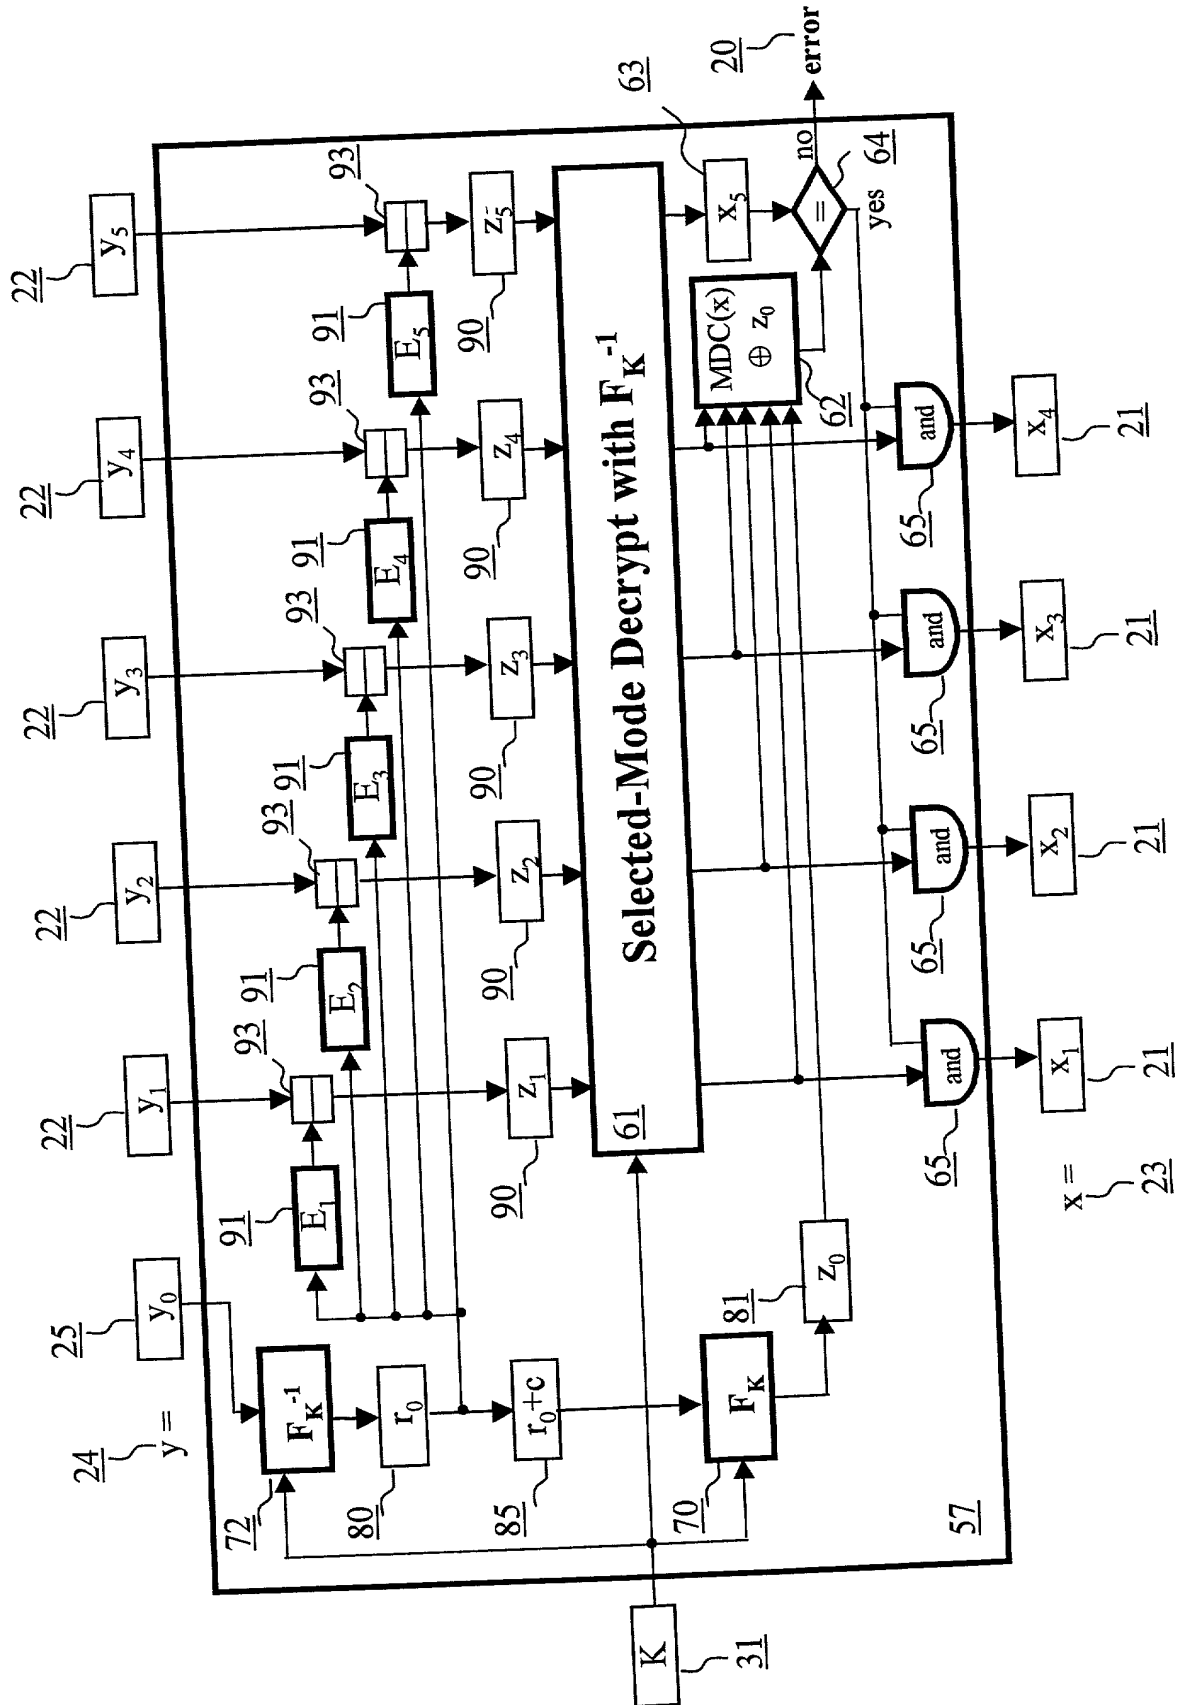 24 y = 25 y₀ 22 y₁ 22 y₂ 22 y₃ 22 y₄ 22 y₅
72 F_K⁻¹ 91 E₁ 93 91 E₂ 93 91 E₃ 93 91 E₄ 93 91 E₅ 93
80 r₀
85 r₀+c 90 z₁ 90 z₂ 90 z₃ 90 z₄ 90 z₅
K 31
61 Selected-Mode Decrypt with F_K⁻¹
70 F_K 81 z₀
MDC(x) ⊕ z₀ 62
x₅ 63
= 64
no error 20
yes
65 and 65 and 65 and 65 and
57
x = 23 x₁ 21 x₂ 21 x₃ 21 x₄ 21